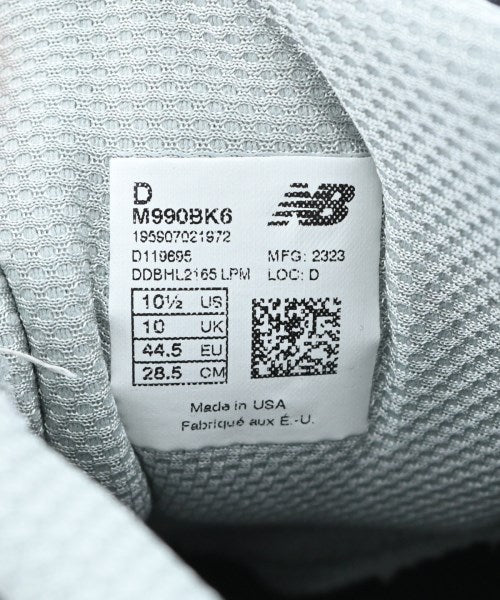 D
NB
M990BK6
195907021972
D119695 MFG: 2323
DDBHL2165 LPM LOC: D
10½ US
10 UK
44.5 EU
28.5 CM
Made in USA
Fabriqué aux É.-U.